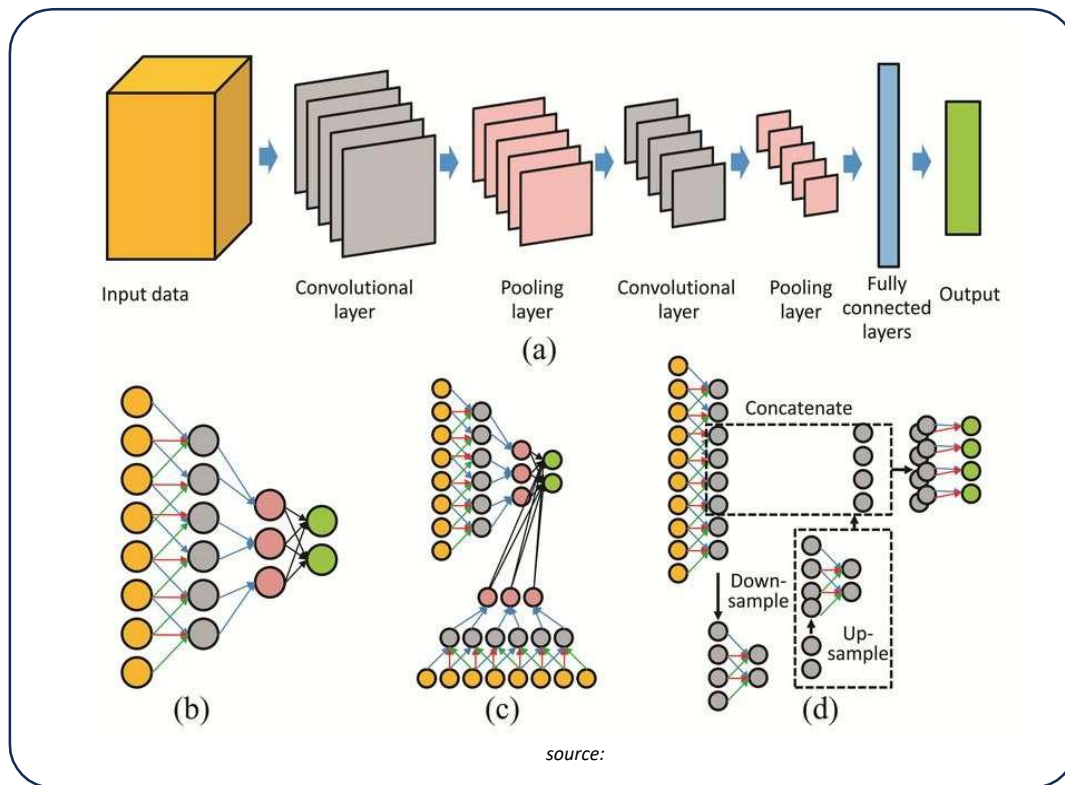 Input data
Convolutional
layer
Pooling
layer
Convolutional
layer
Pooling
layer
Fully
connected
layers
Output
(a)
Concatenate
Down-
sample
Up-
sample
(b)
(c)
(d)
source: